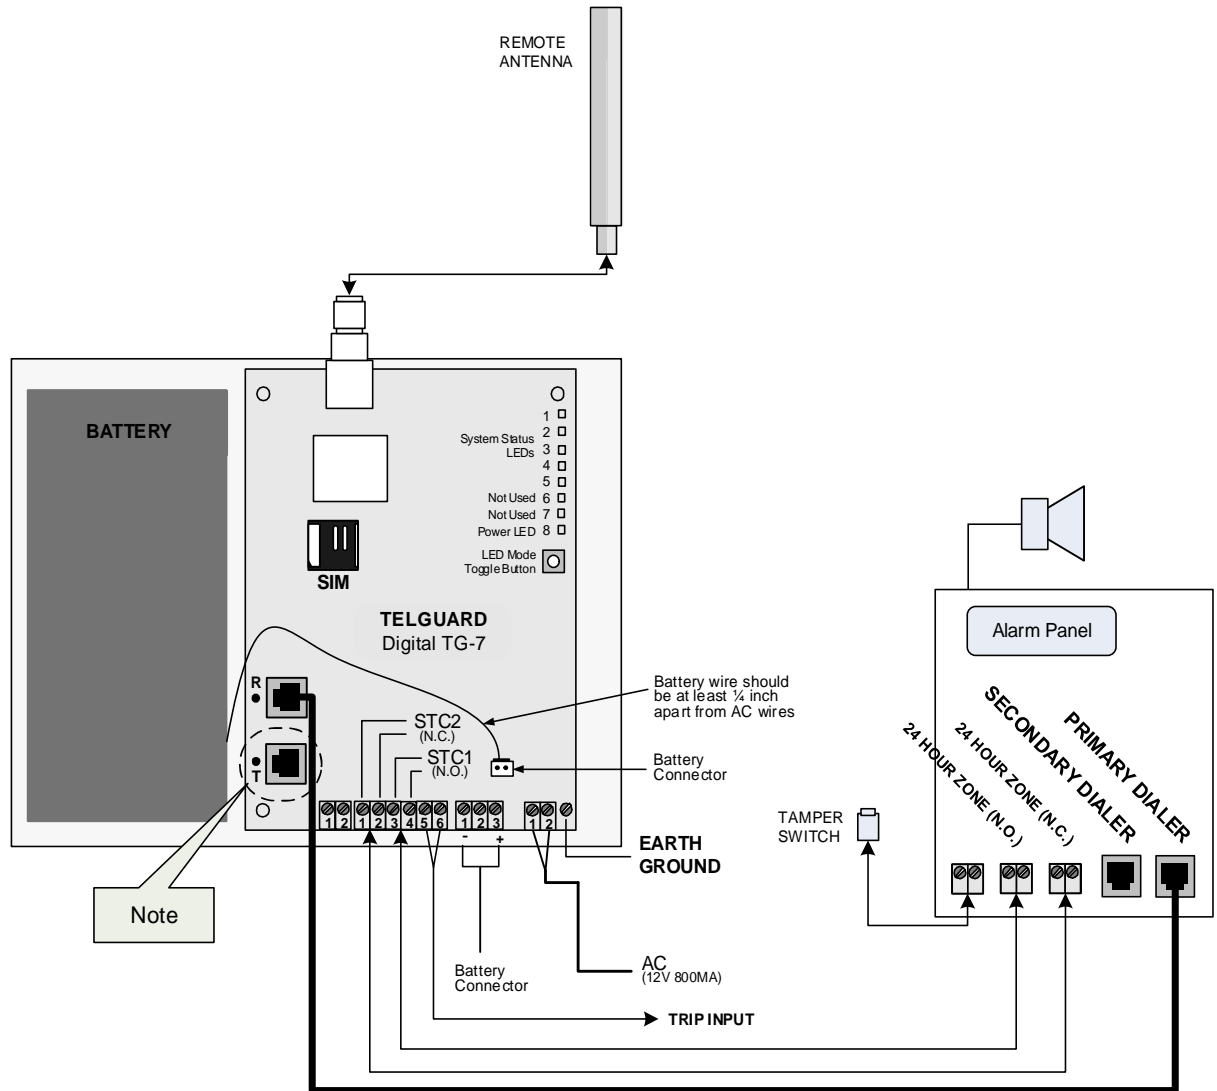 REMOTE
ANTENNA
BATTERY
1
System Status
LEDs
2
3
4
5
Not Used 6
Not Used 7
Power LED 8
LED Mode
Toggle Button
SIM
TELGUARD
Digital TG-7
R
T
STC2
(N.C.)
STC1
(N.O.)
Battery wire should
be at least ¼ inch
apart from AC wires
Battery
Connector
1 2 1 2 3 4 5 6 1 2 3 1 2
- +
EARTH
GROUND
Note
Battery
Connector
AC
(12V 800MA)
TRIP INPUT
TAMPER
SWITCH
Alarm Panel
24 HOUR ZONE (N.O.)
24 HOUR ZONE (N.C.)
SECONDARY DIALER
PRIMARY DIALER